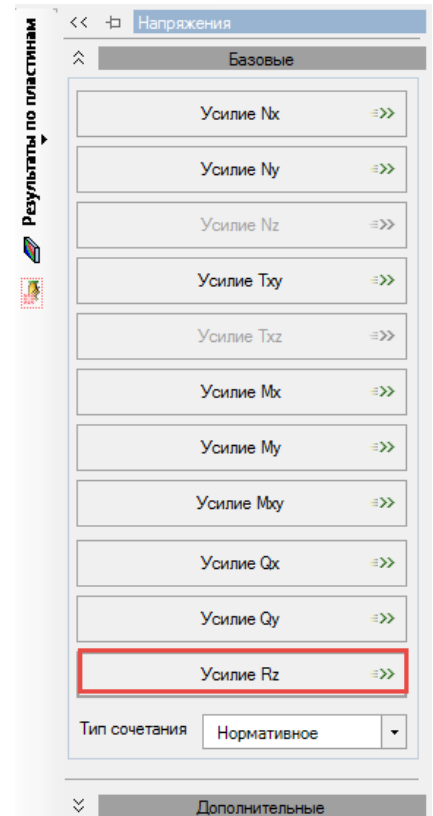 Результаты по пластинам
<< Напряжения
Базовые
Усилие Nx
Усилие Ny
Усилие Nz
Усилие Txy
Усилие Txz
Усилие Mx
Усилие My
Усилие Mxy
Усилие Qx
Усилие Qy
Усилие Rz
Тип сочетания Нормативное
Дополнительные